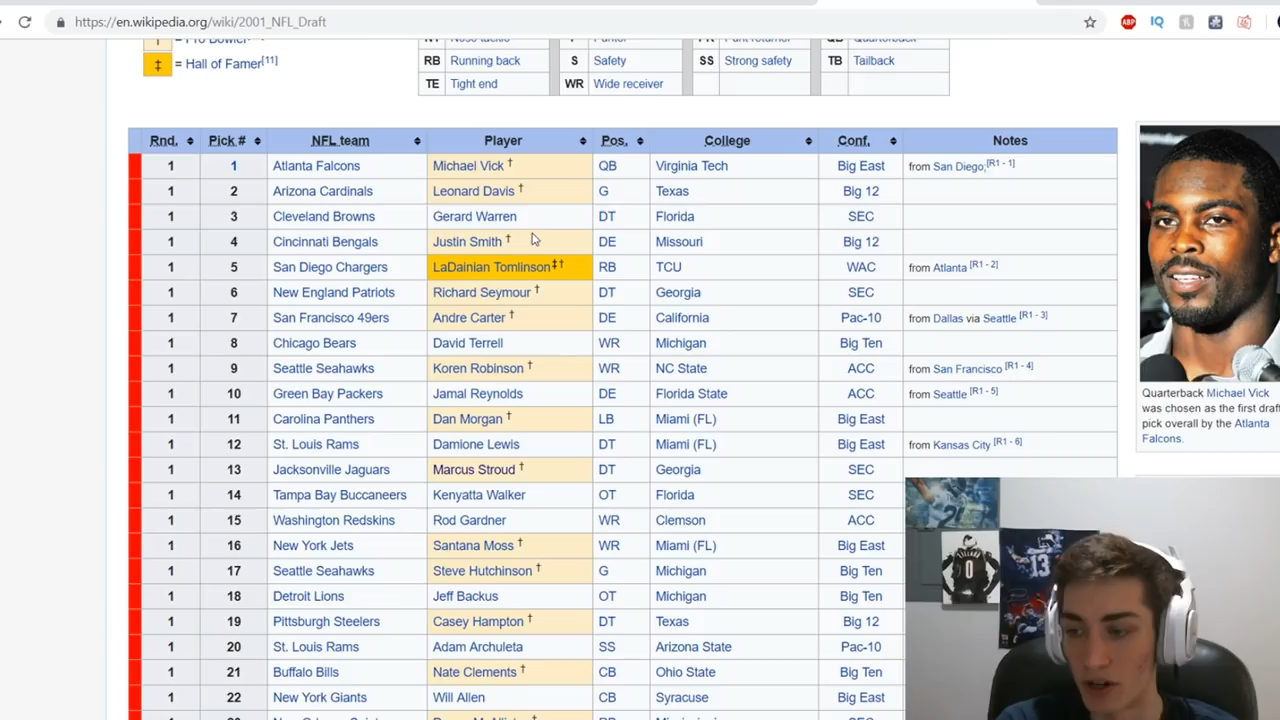 https://en.wikipedia.org/wiki/2001_NFL_Draft
ABP IQ
† = Pro Bowler
‡ = Hall of Famer[11]
NT Nose tackle P Punter PR Punt returner QB Quarterback
RB Running back S Safety SS Strong safety TB Tailback
TE Tight end WR Wide receiver
Rnd. Pick # NFL team Player Pos. College Conf. Notes
1 1 Atlanta Falcons Michael Vick † QB Virginia Tech Big East from San Diego;[R1 - 1]
1 2 Arizona Cardinals Leonard Davis † G Texas Big 12
1 3 Cleveland Browns Gerard Warren DT Florida SEC
1 4 Cincinnati Bengals Justin Smith † DE Missouri Big 12
1 5 San Diego Chargers LaDainian Tomlinson‡† RB TCU WAC from Atlanta [R1 - 2]
1 6 New England Patriots Richard Seymour † DT Georgia SEC
1 7 San Francisco 49ers Andre Carter † DE California Pac-10 from Dallas via Seattle [R1 - 3]
1 8 Chicago Bears David Terrell WR Michigan Big Ten
1 9 Seattle Seahawks Koren Robinson † WR NC State ACC from San Francisco [R1 - 4]
1 10 Green Bay Packers Jamal Reynolds DE Florida State ACC from Seattle [R1 - 5]
1 11 Carolina Panthers Dan Morgan † LB Miami (FL) Big East
1 12 St. Louis Rams Damione Lewis DT Miami (FL) Big East from Kansas City [R1 - 6]
1 13 Jacksonville Jaguars Marcus Stroud † DT Georgia SEC
1 14 Tampa Bay Buccaneers Kenyatta Walker OT Florida SEC
1 15 Washington Redskins Rod Gardner WR Clemson ACC
1 16 New York Jets Santana Moss † WR Miami (FL) Big East
1 17 Seattle Seahawks Steve Hutchinson † G Michigan Big Ten
1 18 Detroit Lions Jeff Backus OT Michigan Big Ten
1 19 Pittsburgh Steelers Casey Hampton † DT Texas Big 12
1 20 St. Louis Rams Adam Archuleta SS Arizona State Pac-10
1 21 Buffalo Bills Nate Clements † CB Ohio State Big Ten
1 22 New York Giants Will Allen CB Syracuse Big East
Quarterback Michael Vick
was chosen as the first draft
pick overall by the Atlanta
Falcons.
0
13